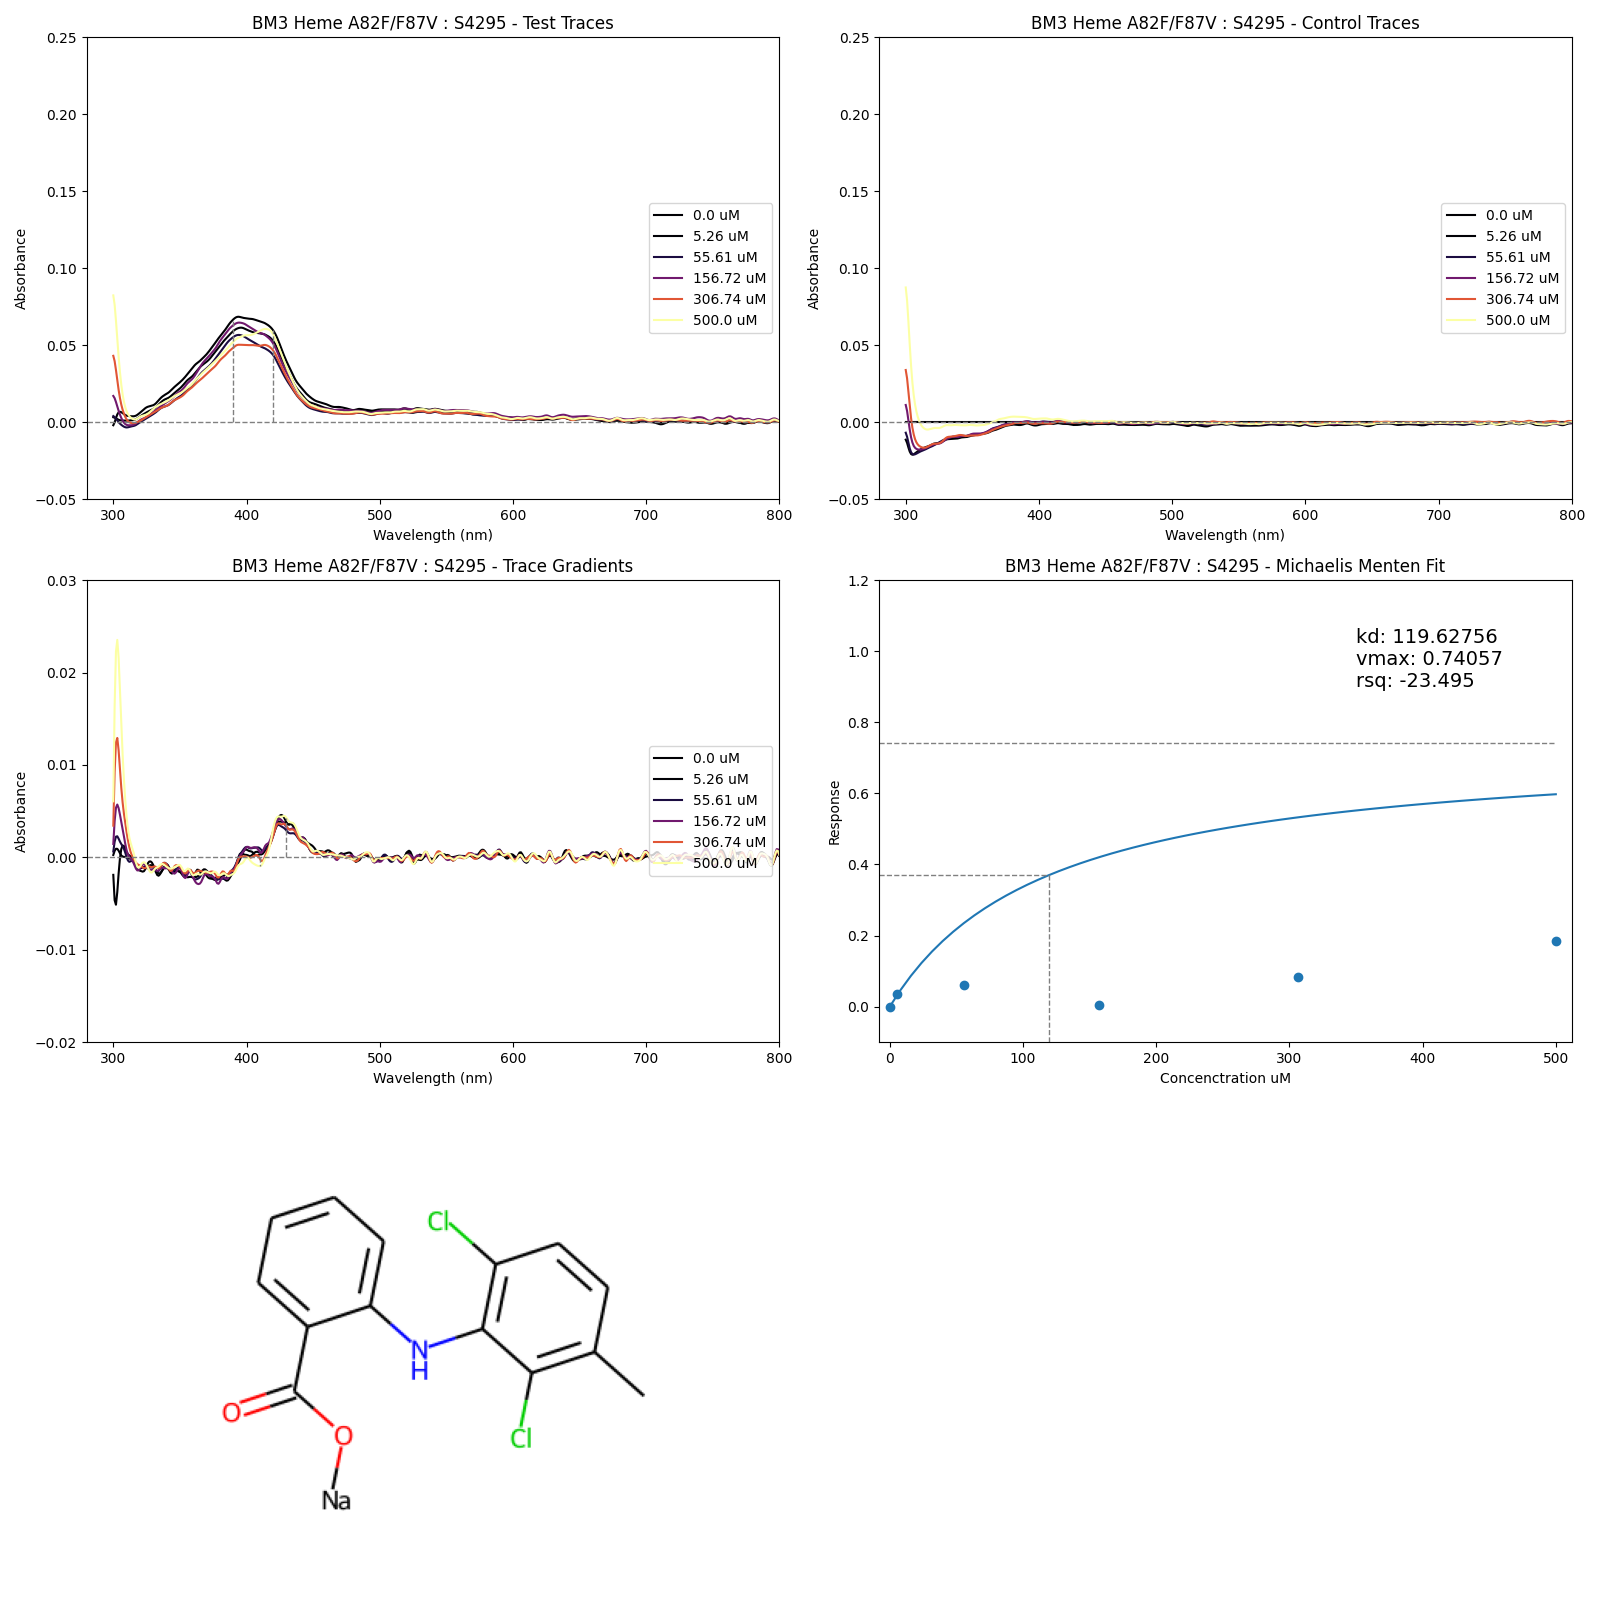 BM3 Heme A82F/F87V : S4295 - Test Traces
0.25
0.20
0.15
0.10
0.05
0.00
−0.05
Absorbance
300 400 500 600 700 800
Wavelength (nm)
0.0 uM
5.26 uM
55.61 uM
156.72 uM
306.74 uM
500.0 uM
BM3 Heme A82F/F87V : S4295 - Control Traces
0.25
0.20
0.15
0.10
0.05
0.00
−0.05
Absorbance
300 400 500 600 700 800
Wavelength (nm)
0.0 uM
5.26 uM
55.61 uM
156.72 uM
306.74 uM
500.0 uM
BM3 Heme A82F/F87V : S4295 - Trace Gradients
0.03
0.02
0.01
0.00
−0.01
−0.02
Absorbance
300 400 500 600 700 800
Wavelength (nm)
0.0 uM
5.26 uM
55.61 uM
156.72 uM
306.74 uM
500.0 uM
BM3 Heme A82F/F87V : S4295 - Michaelis Menten Fit
1.2
1.0
0.8
0.6
0.4
0.2
0.0
Response
kd: 119.62756
vmax: 0.74057
rsq: -23.495
0 100 200 300 400 500
Concenctration uM
Cl
N
H
O
O
Cl
Na